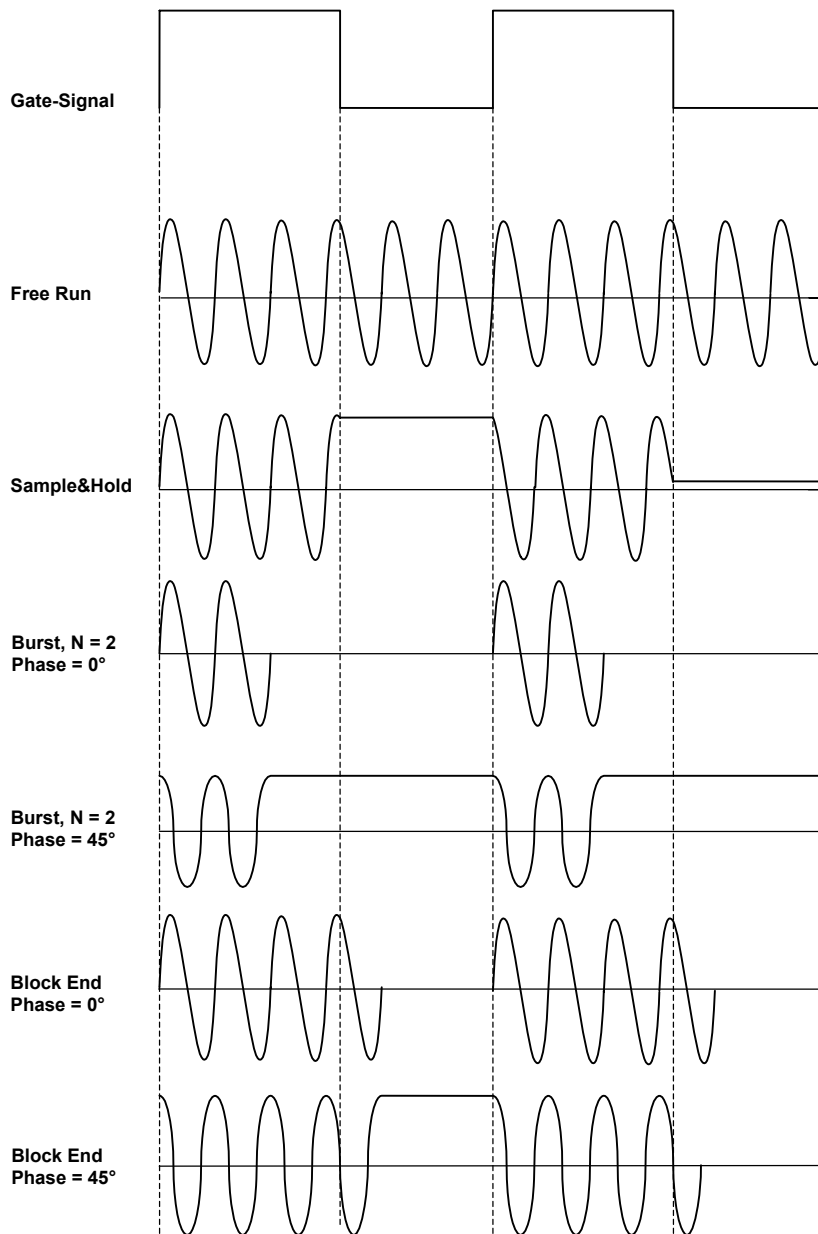 Gate-Signal
Free Run
Sample&Hold
Burst, N = 2
Phase = 0°
Burst, N = 2
Phase = 45°
Block End
Phase = 0°
Block End
Phase = 45°